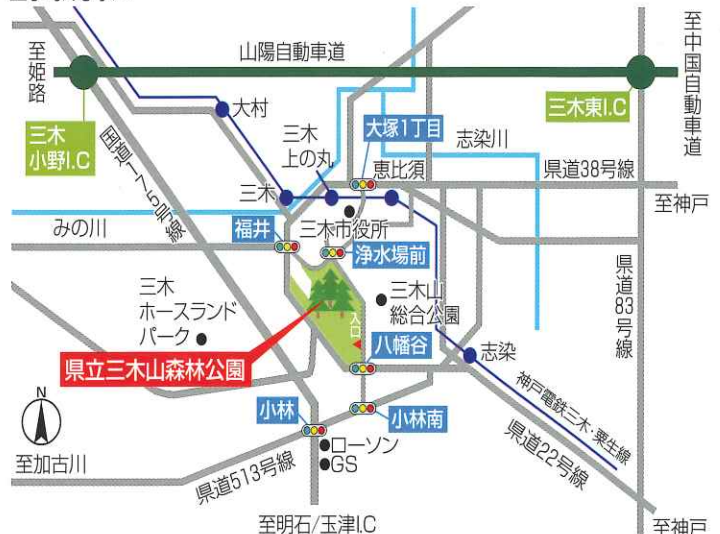 至姫路
山陽自動車道
至中国自動車道
三木
小野I.C
三木東I.C
大村
三木
上の丸
大塚1丁目
恵比須
志染川
県道38号線
至神戸
国道175号線
三木
みの川
福井
三木市役所
浄水場前
県道83号線
三木
ホースランド
パーク
三木山
総合公園
入口
県立三木山森林公園
八幡谷
志染
神戸電鉄三木・粟生線
N
小林
小林南
県道22号線
ローソン
GS
至加古川
県道513号線
至明石/玉津I.C
至神戸